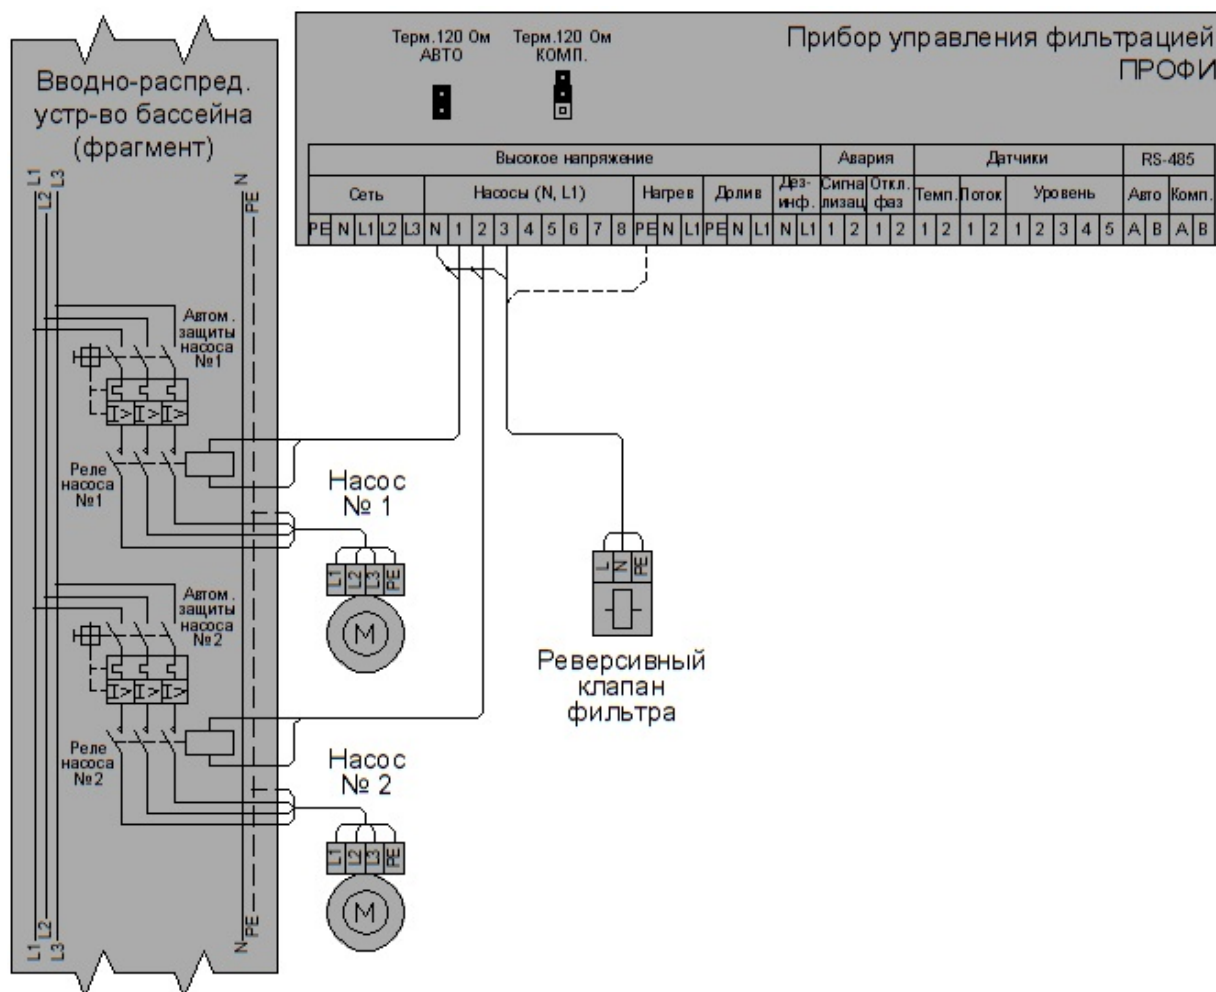 Вводно-распред.
устр-во бассейна
(фрагмент)
L1
L2
L3
N
PE
Терм.120 Ом
АВТО
Терм.120 Ом
КОМП.
Прибор управления фильтрацией
ПРОФИ
Высокое напряжение Авария Датчики RS-485
Сеть Насосы (N, L1) Нагрев Долив Дез-инф. Сигна лизац Откл. фаз Темп. Поток Уровень Авто Комп.
PE N L1 L2 L3 N 1 2 3 4 5 6 7 8 PE N L1 PE N L1 N L1 1 2 1 2 1 2 1 2 1 2 3 4 5 A B A B
Автом.
защиты
насоса
№1
I> I> I>
Реле
насоса
№1
Насос
№ 1
L1 L2 L3 PE
M
L N PE
Реверсивный
клапан
фильтра
Автом.
защиты
насоса
№2
I> I> I>
Реле
насоса
№2
Насос
№ 2
L1 L2 L3 PE
M
L1
L2
L3
N
PE